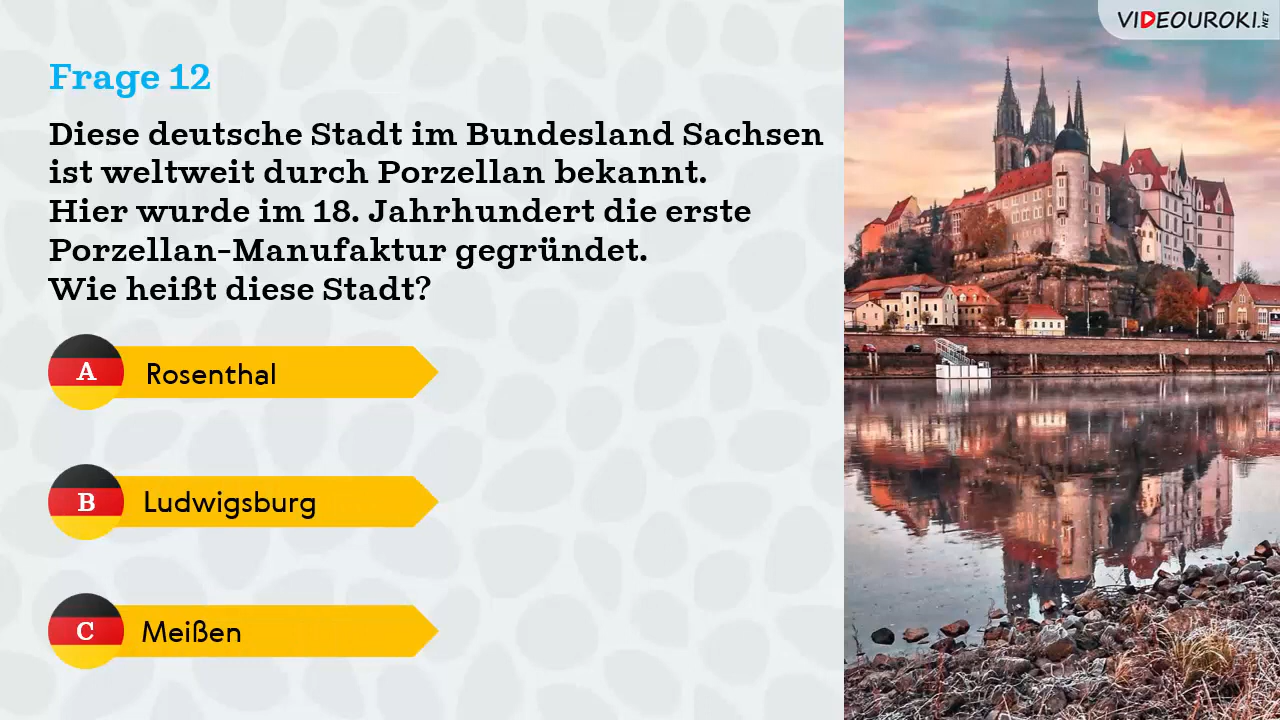 VIDEOUROKI.NET
Frage 12
Diese deutsche Stadt im Bundesland Sachsen
ist weltweit durch Porzellan bekannt.
Hier wurde im 18. Jahrhundert die erste
Porzellan-Manufaktur gegründet.
Wie heißt diese Stadt?
A Rosenthal
B Ludwigsburg
C Meißen